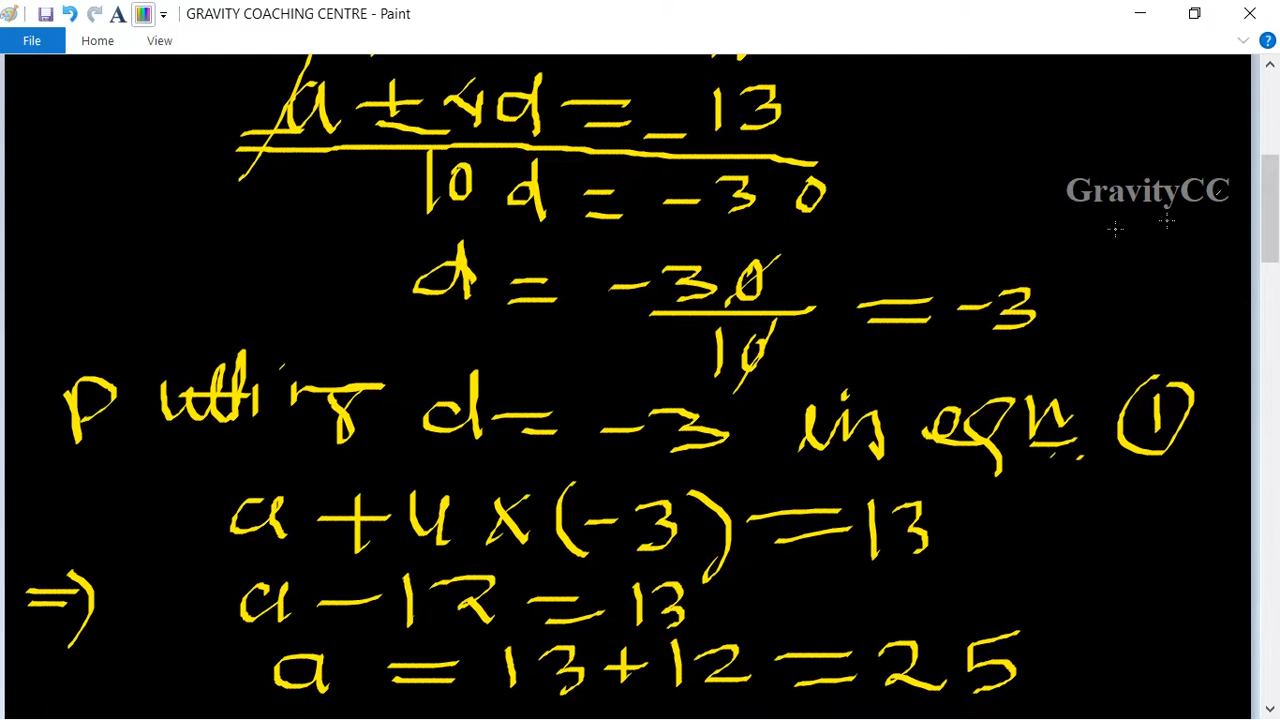 GRAVITY COACHING CENTRE - Paint
File Home View
a + 4d = 13
10d = -30
GravityCC
d = -30/10 = -3
Putting d = -3 in eqn ①
a + 4 × (-3) = 13
⇒ a - 12 = 13
a = 13 + 12 = 25